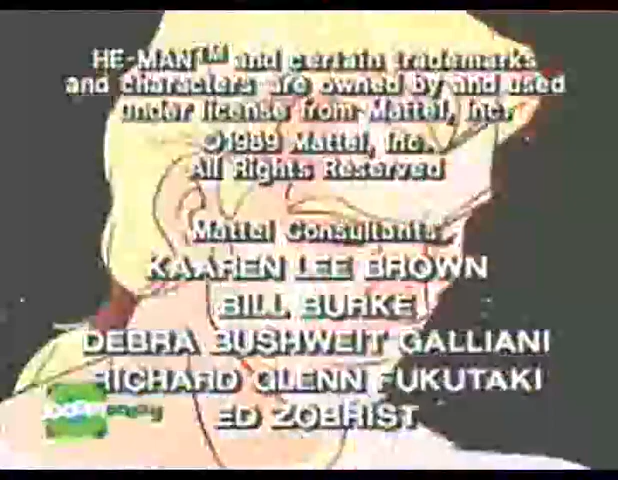 HE-MAN™ and certain trademarks
and characters are owned by and used
under license from Mattel, Inc.
©1989 Mattel, Inc.
All Rights Reserved
Mattel Consultants
KAAREN LEE BROWN
BILL BURKE
DEBRA BUSHWEIT GALLIANI
RICHARD GLENN FUKUTAKI
ED ZOBRIST